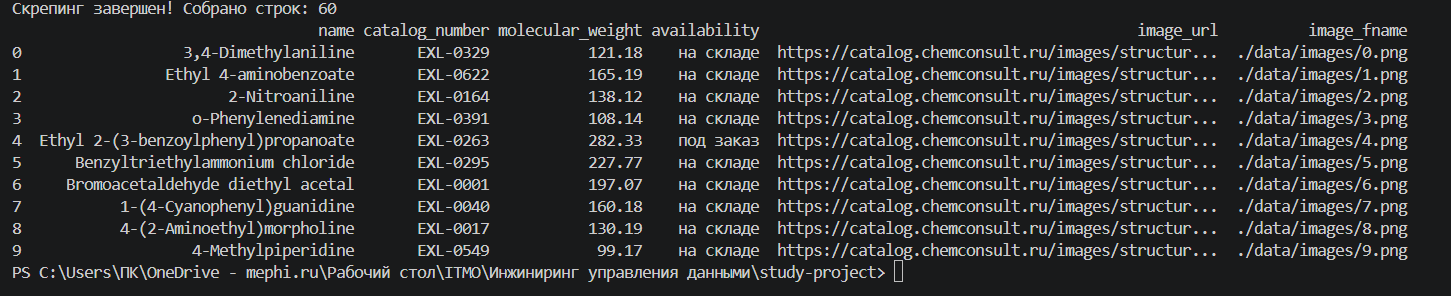 Скрепинг завершен! Собрано строк: 60
name catalog_number molecular_weight availability image_url image_fname
0 3,4-Dimethylaniline EXL-0329 121.18 на складе https://catalog.chemconsult.ru/images/structur... ./data/images/0.png
1 Ethyl 4-aminobenzoate EXL-0622 165.19 на складе https://catalog.chemconsult.ru/images/structur... ./data/images/1.png
2 2-Nitroaniline EXL-0164 138.12 на складе https://catalog.chemconsult.ru/images/structur... ./data/images/2.png
3 o-Phenylenediamine EXL-0391 108.14 на складе https://catalog.chemconsult.ru/images/structur... ./data/images/3.png
4 Ethyl 2-(3-benzoylphenyl)propanoate EXL-0263 282.33 под заказ https://catalog.chemconsult.ru/images/structur... ./data/images/4.png
5 Benzyltriethylammonium chloride EXL-0295 227.77 на складе https://catalog.chemconsult.ru/images/structur... ./data/images/5.png
6 Bromoacetaldehyde diethyl acetal EXL-0001 197.07 на складе https://catalog.chemconsult.ru/images/structur... ./data/images/6.png
7 1-(4-Cyanophenyl)guanidine EXL-0040 160.18 на складе https://catalog.chemconsult.ru/images/structur... ./data/images/7.png
8 4-(2-Aminoethyl)morpholine EXL-0017 130.19 на складе https://catalog.chemconsult.ru/images/structur... ./data/images/8.png
9 4-Methylpiperidine EXL-0549 99.17 на складе https://catalog.chemconsult.ru/images/structur... ./data/images/9.png
PS C:\Users\ПК\OneDrive - mephi.ru\Рабочий стол\ITMO\Инжиниринг управления данными\study-project>